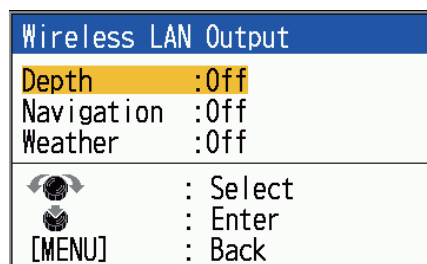 Wireless LAN Output
Depth :Off
Navigation :Off
Weather :Off
: Select
: Enter
[MENU] : Back